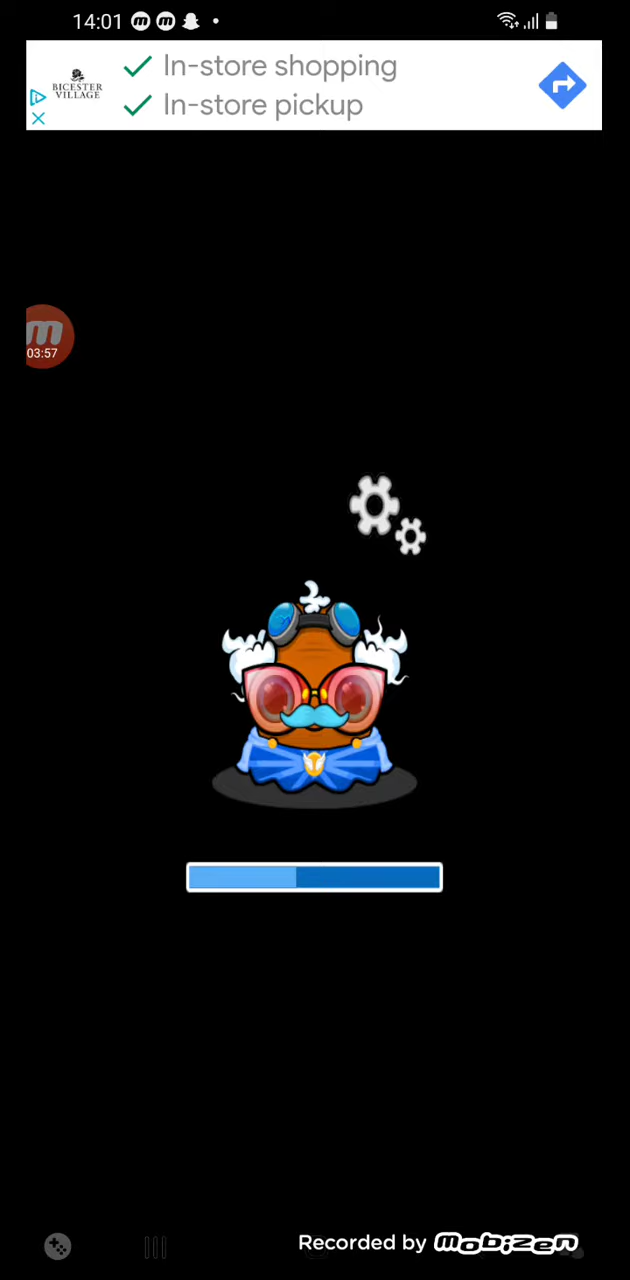 14:01
In-store shopping
BICESTER
VILLAGE
In-store pickup
m
03:57
Recorded by mobizen